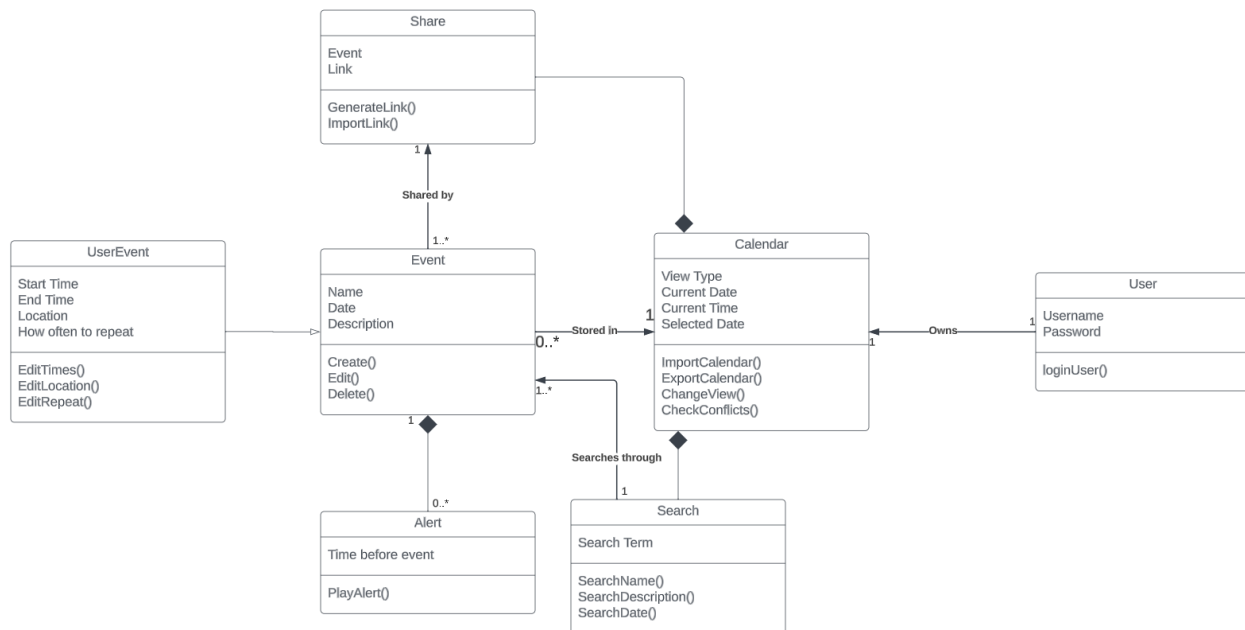 Share
Event
Link
GenerateLink()
ImportLink()
1
Shared by
1..*
UserEvent
Start Time
End Time
Location
How often to repeat
EditTimes()
EditLocation()
EditRepeat()
Event
Name
Date
Description
Create()
Edit()
Delete()
1
Stored in
0..*
1..*
Calendar
View Type
Current Date
Current Time
Selected Date
ImportCalendar()
ExportCalendar()
ChangeView()
CheckConflicts()
1
Owns
1
User
Username
Password
loginUser()
1
0..*
Alert
Time before event
PlayAlert()
Searches through
1
Search
Search Term
SearchName()
SearchDescription()
SearchDate()